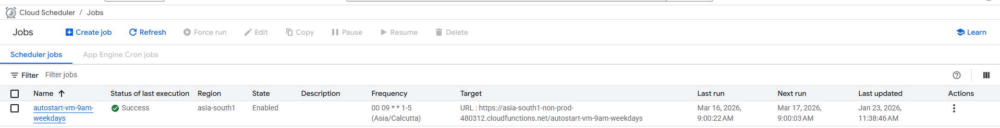 Cloud Scheduler / Jobs
Jobs Create job Refresh Force run Edit Copy Pause Resume Delete Learn
Scheduler jobs App Engine Cron jobs
Filter Filter jobs
Name Status of last execution Region State Description Frequency Target Last run Next run Last updated Actions
autostart-vm-9am- Success asia-south1 Enabled 00 09 * * 1-5 URL : https://asia-south1-non-prod- Mar 16, 2026, Mar 17, 2026, Jan 23, 2026,
weekdays (Asia/Calcutta) 480312.cloudfunctions.net/autostart-vm-9am-weekdays 9:00:22 AM 9:00:03 AM 11:38:46 AM